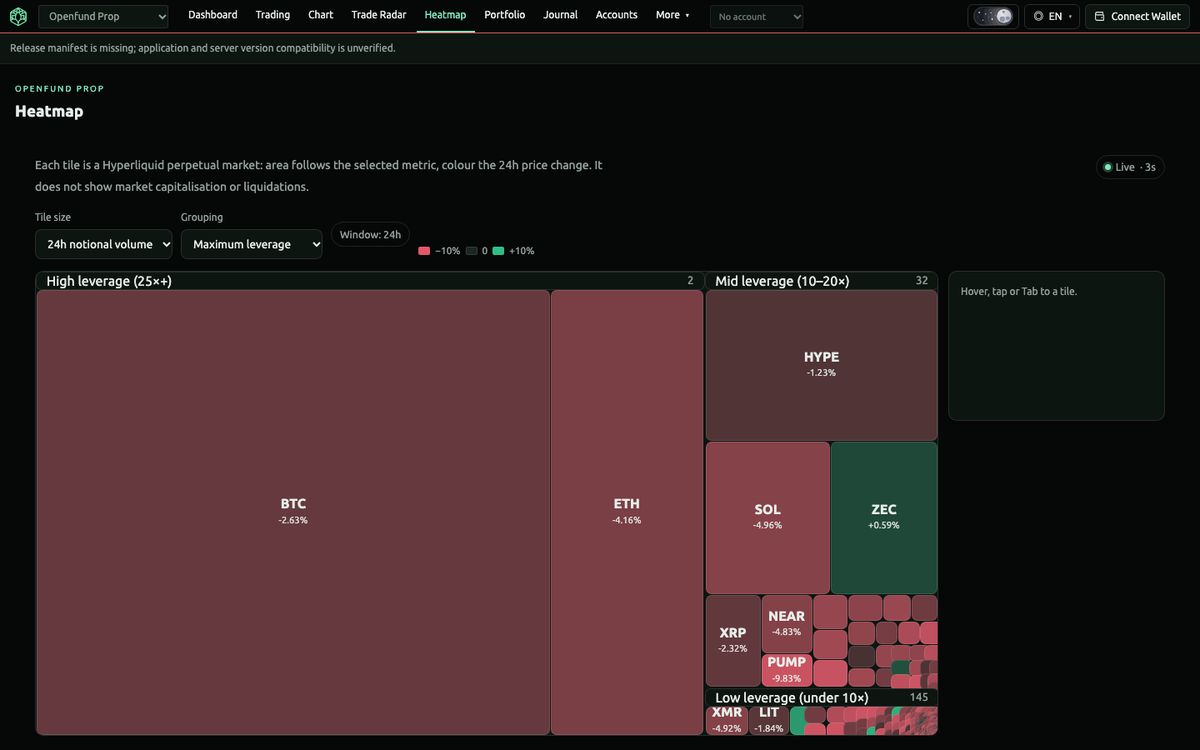 Openfund Prop
Dashboard
Trading
Chart
Trade Radar
Heatmap
Portfolio
Journal
Accounts
More
No account
EN
Connect Wallet
Release manifest is missing; application and server version compatibility is unverified.
OPENFUND PROP
Heatmap
Each tile is a Hyperliquid perpetual market: area follows the selected metric, colour the 24h price change. It
does not show market capitalisation or liquidations.
Live · 3s
Tile size
Grouping
24h notional volume
Maximum leverage
Window: 24h
−10%
0
+10%
High leverage (25×+)
2
Mid leverage (10–20×)
32
Hover, tap or Tab to a tile.
BTC
-2.63%
ETH
-4.16%
HYPE
-1.23%
SOL
-4.96%
ZEC
+0.59%
XRP
-2.32%
NEAR
-4.83%
PUMP
-9.83%
Low leverage (under 10×)
145
XMR
-4.92%
LIT
-1.84%